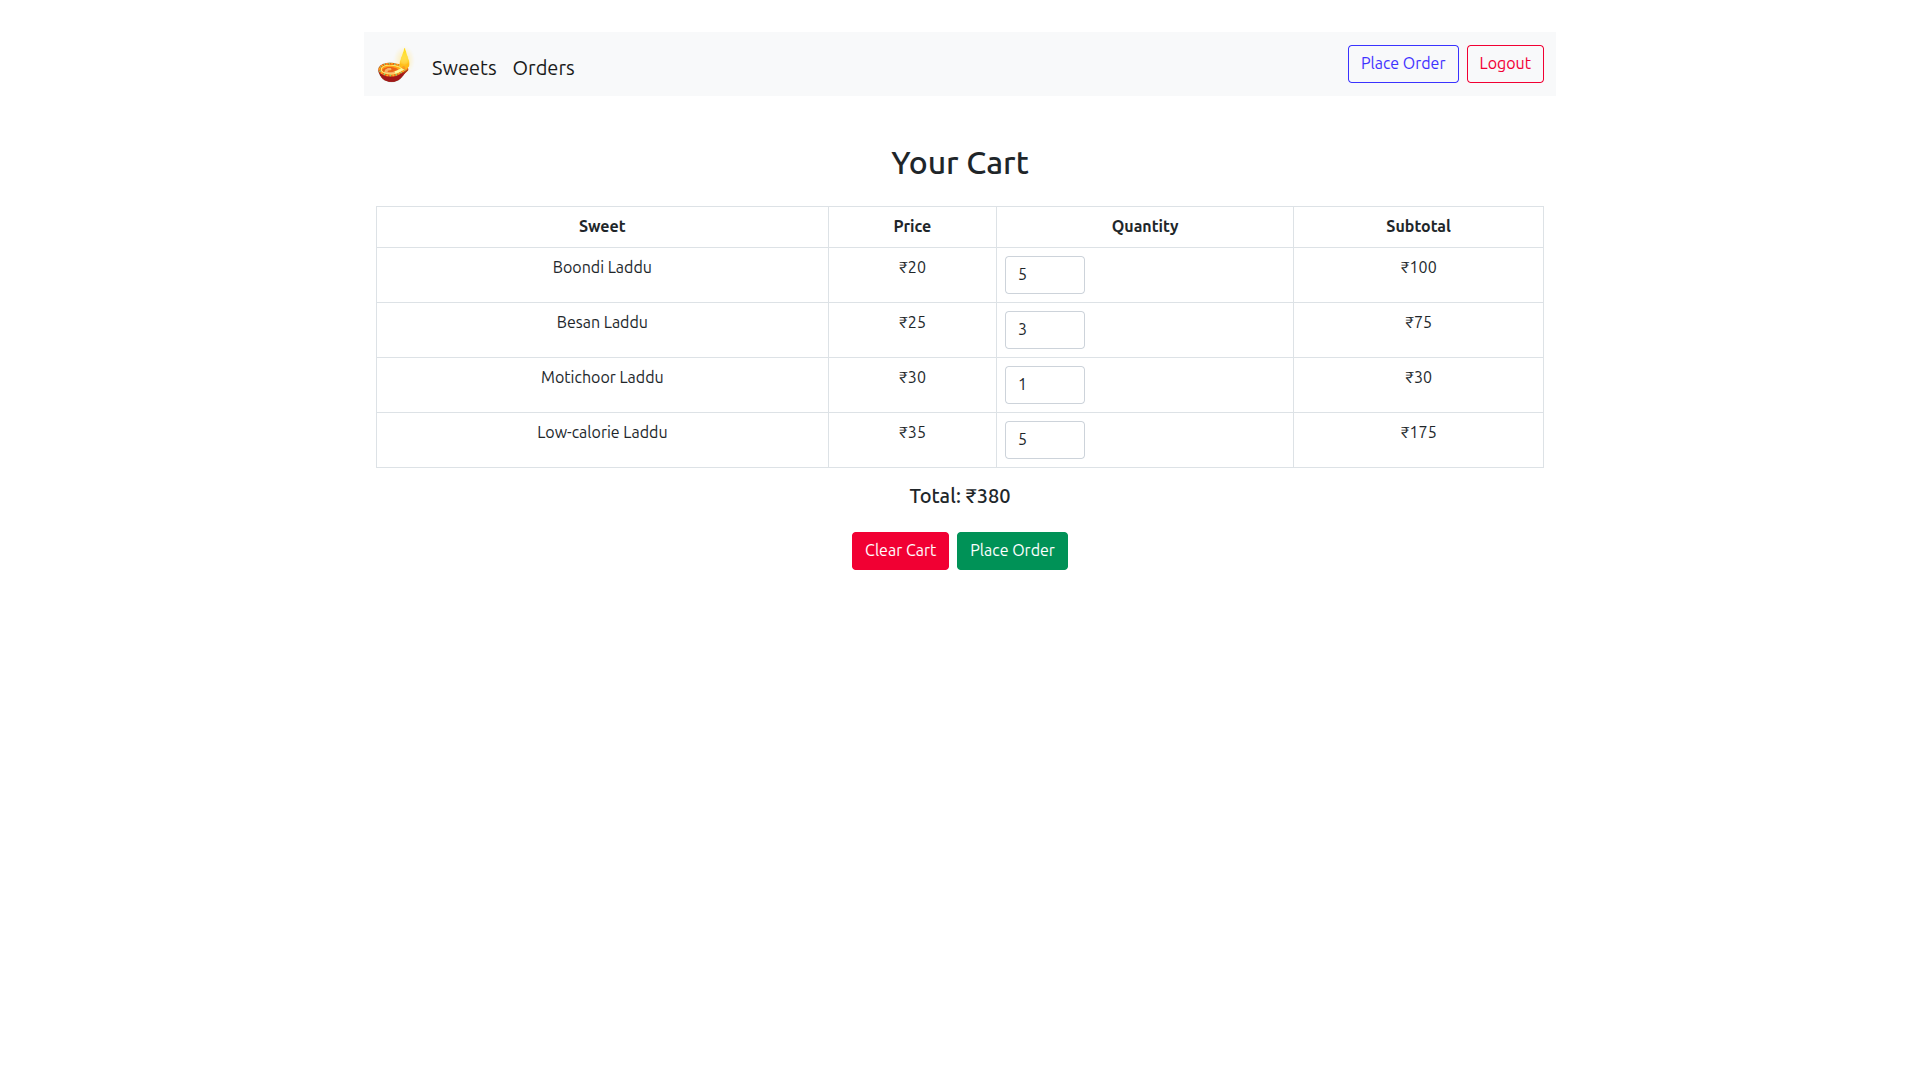 Sweets Orders Place Order Logout
Your Cart
Sweet Price Quantity Subtotal
Boondi Laddu ₹20 5 ₹100
Besan Laddu ₹25 3 ₹75
Motichoor Laddu ₹30 1 ₹30
Low-calorie Laddu ₹35 5 ₹175
Total: ₹380
Clear Cart Place Order